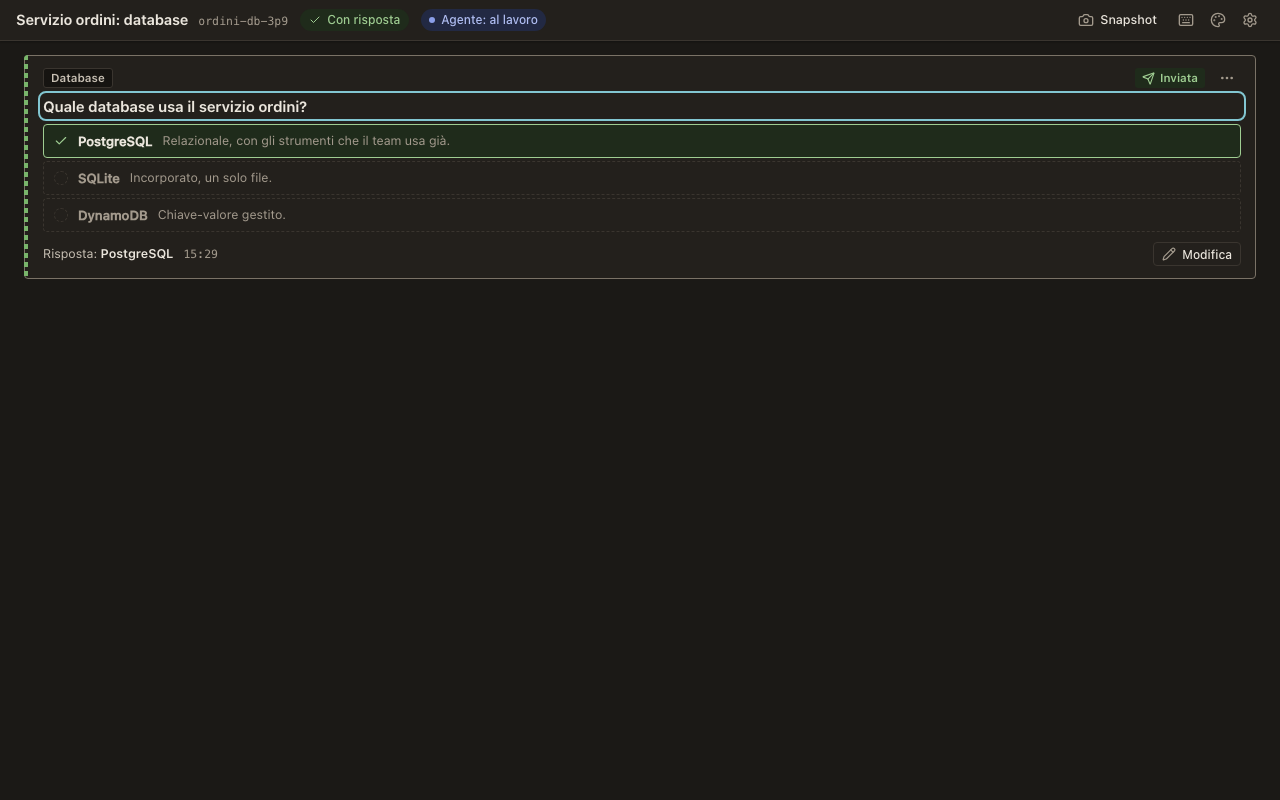 Servizio ordini: database ordini-db-3p9 Con risposta Agente: al lavoro Snapshot
Database Inviata
Quale database usa il servizio ordini?
PostgreSQL Relazionale, con gli strumenti che il team usa già.
SQLite Incorporato, un solo file.
DynamoDB Chiave-valore gestito.
Risposta: PostgreSQL 15:29 Modifica